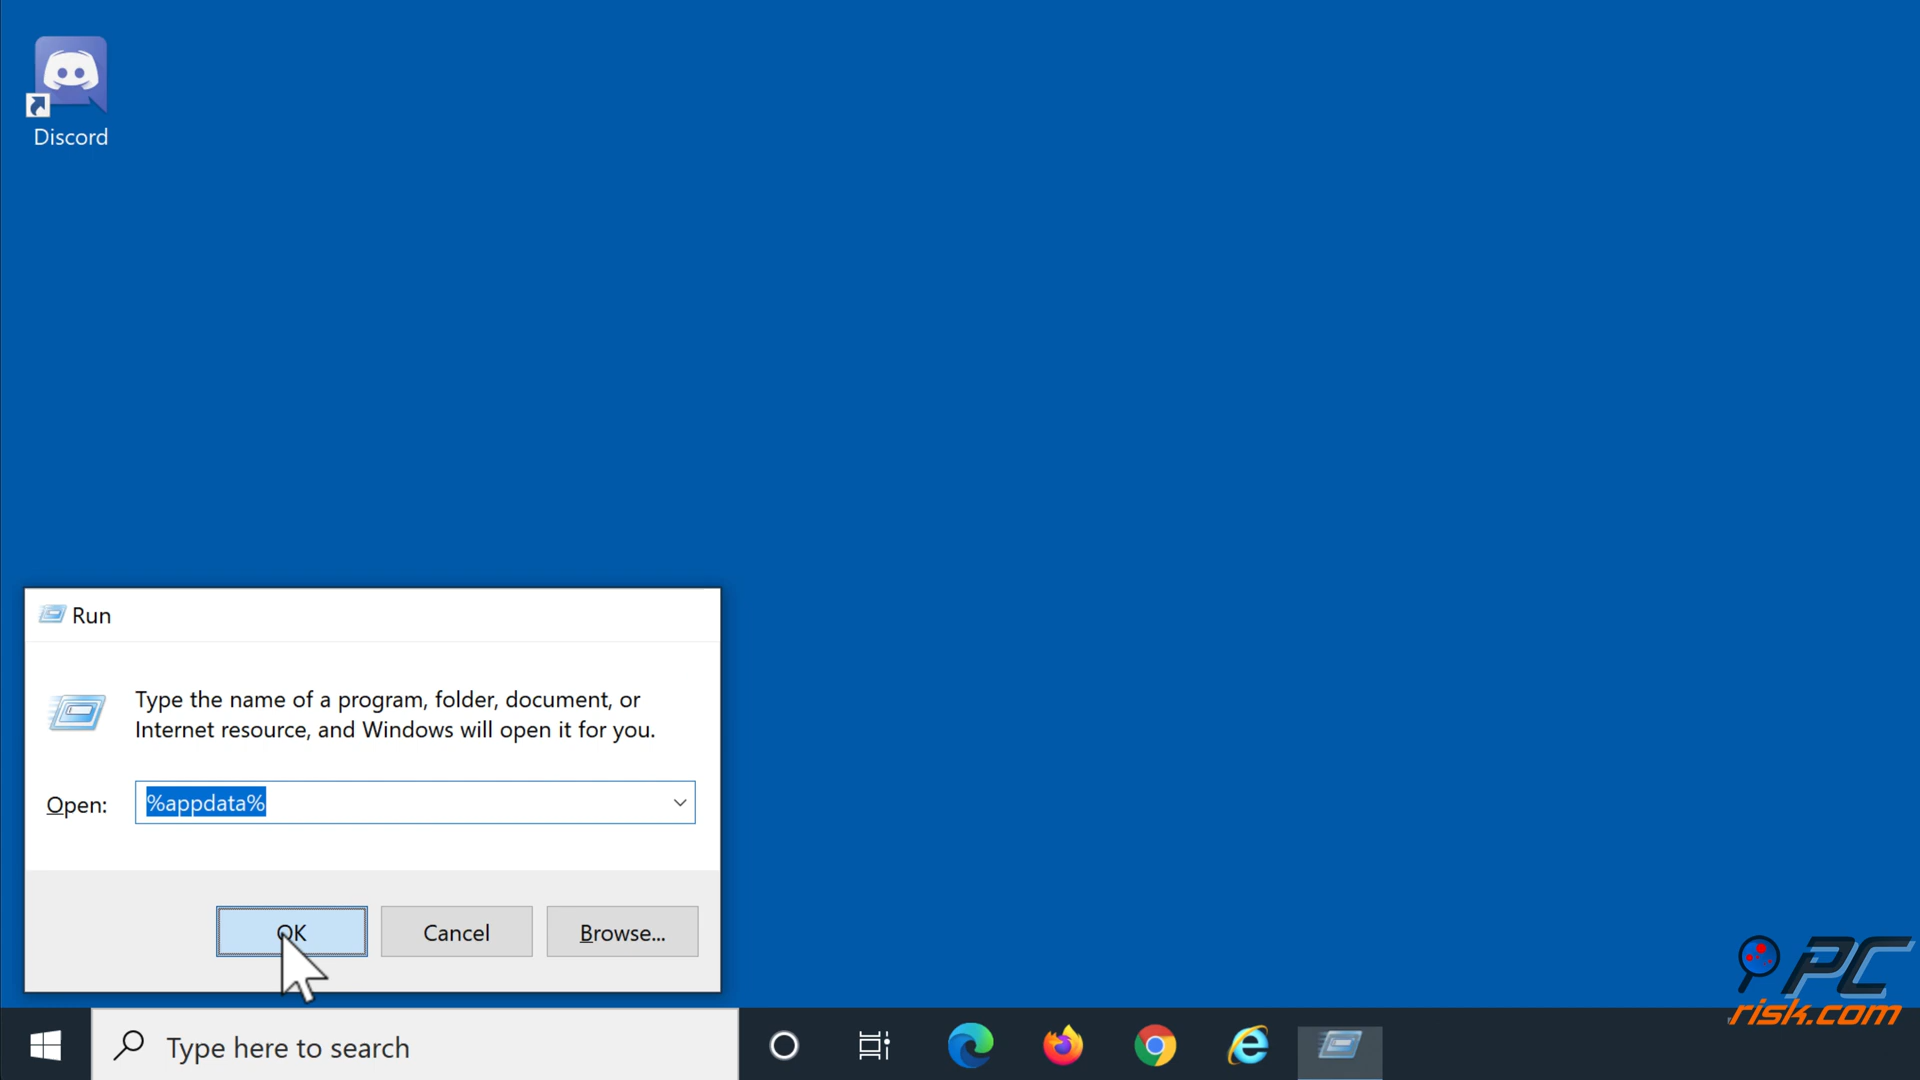 Discord
Run
Type the name of a program, folder, document, or
Internet resource, and Windows will open it for you.
Open: %appdata%
OK Cancel Browse...
Type here to search
PC
risk.com